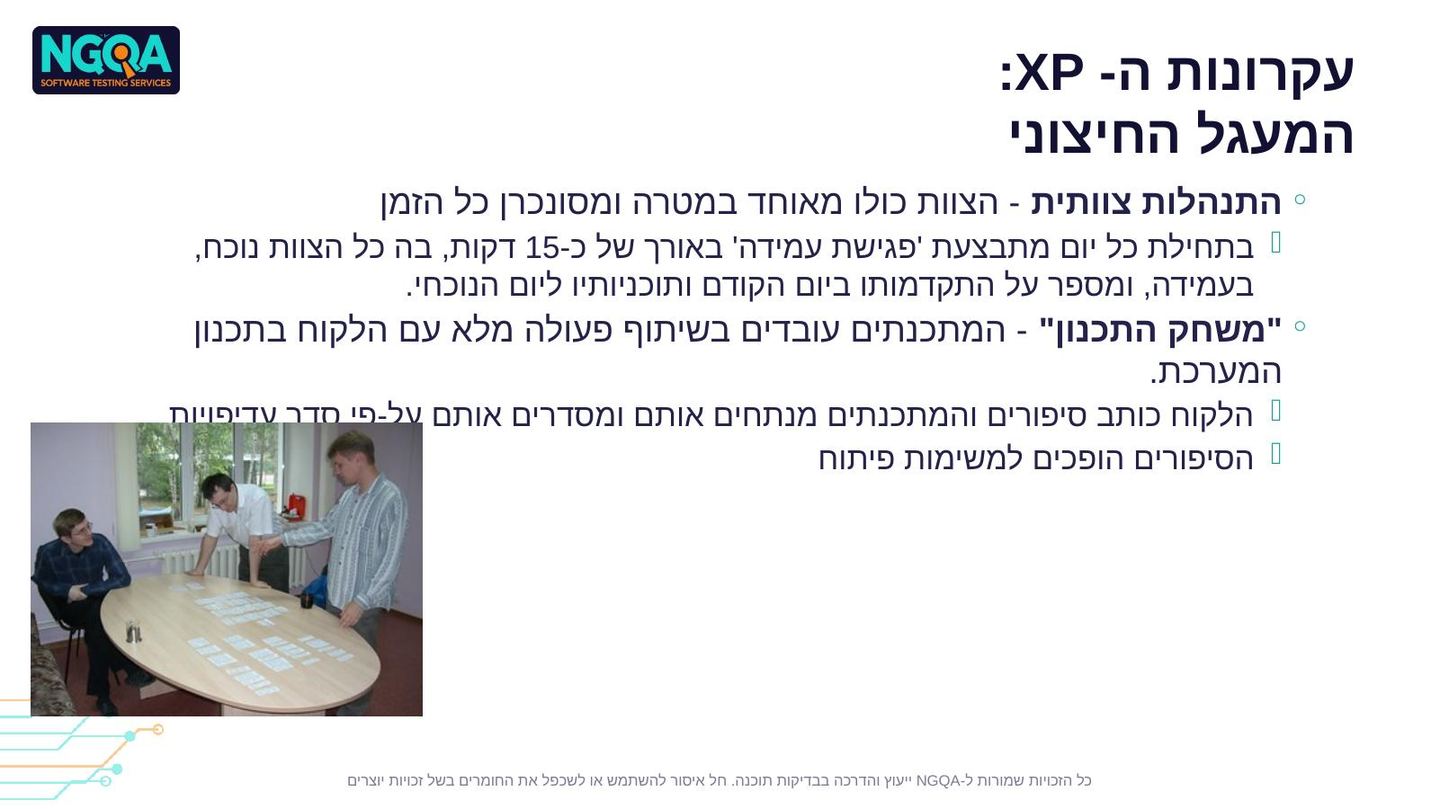 NGQA
SOFTWARE TESTING SERVICES
עקרונות ה- XP:
המעגל החיצוני
התנהלות צוותית - הצוות כולו מאוחד במטרה ומסונכרן כל הזמן
בתחילת כל יום מתבצעת 'פגישת עמידה' באורך של כ-15 דקות, בה כל הצוות נוכח,
בעמידה, ומספר על התקדמותו ביום הקודם ותוכניותיו ליום הנוכחי.
"משחק התכנון" - המתכנתים עובדים בשיתוף פעולה מלא עם הלקוח בתכנון
המערכת.
הלקוח כותב סיפורים והמתכנתים מנתחים אותם ומסדרים אותם על-פי סדר עדיפויות
הסיפורים הופכים למשימות פיתוח
כל הזכויות שמורות ל-NGQA ייעוץ והדרכה בבדיקות תוכנה. חל איסור להשתמש או לשכפל את החומרים בשל זכויות יוצרים